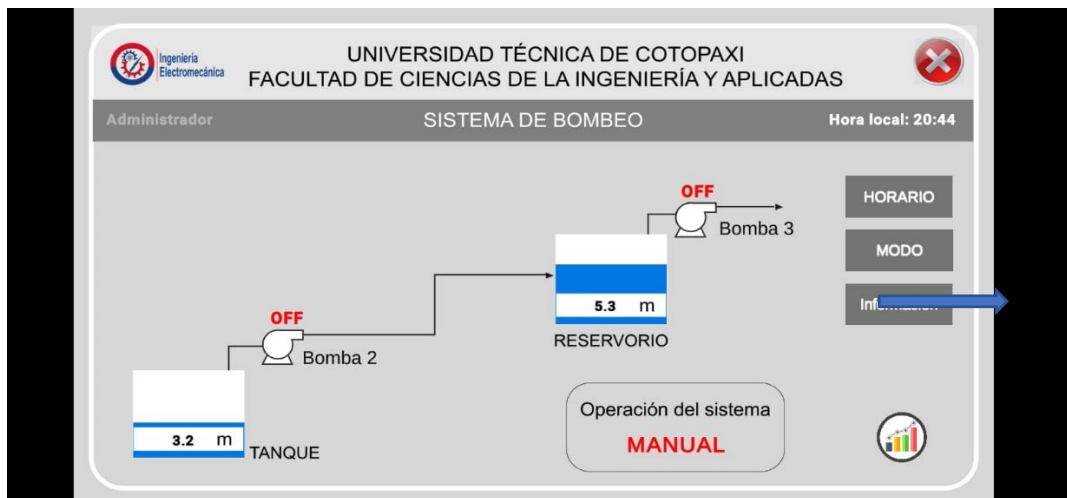 Ingeniería
Electromecánica
UNIVERSIDAD TÉCNICA DE COTOPAXI
FACULTAD DE CIENCIAS DE LA INGENIERÍA Y APLICADAS
Administrador
SISTEMA DE BOMBEO
Hora local: 20:44
OFF
Bomba 3
HORARIO
MODO
5.3 m
RESERVORIO
OFF
Bomba 2
3.2 m
TANQUE
Operación del sistema
MANUAL